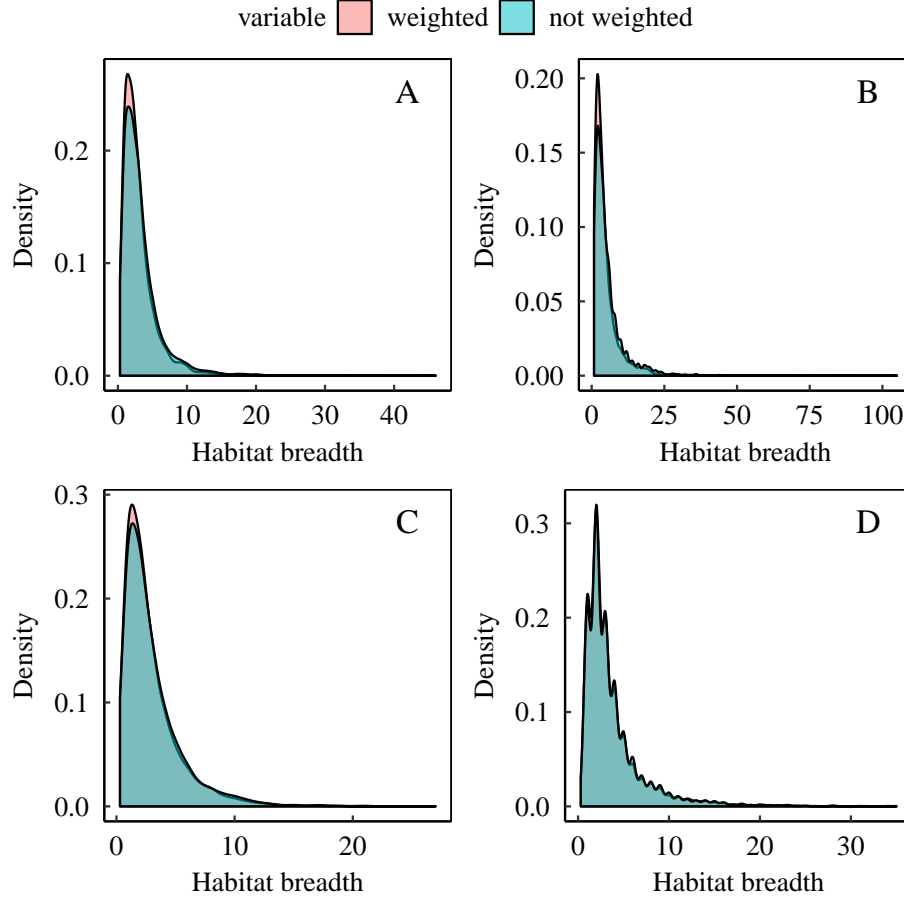 variable weighted not weighted
A
Density
0.2
0.1
0.0
0 10 20 30 40
Habitat breadth
B
Density
0.20
0.15
0.10
0.05
0.00
0 25 50 75 100
Habitat breadth
C
Density
0.3
0.2
0.1
0.0
0 10 20
Habitat breadth
D
Density
0.3
0.2
0.1
0.0
0 10 20 30
Habitat breadth